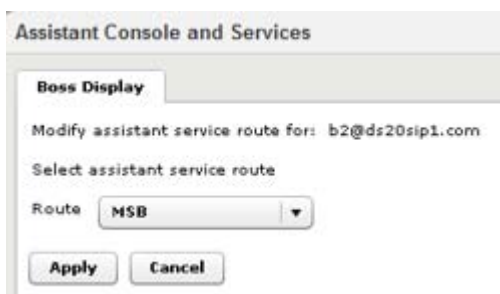 Assistant Console and Services
Boss Display
Modify assistant service route for: b2@ds20sip1.com
Select assistant service route
Route MSB
Apply Cancel